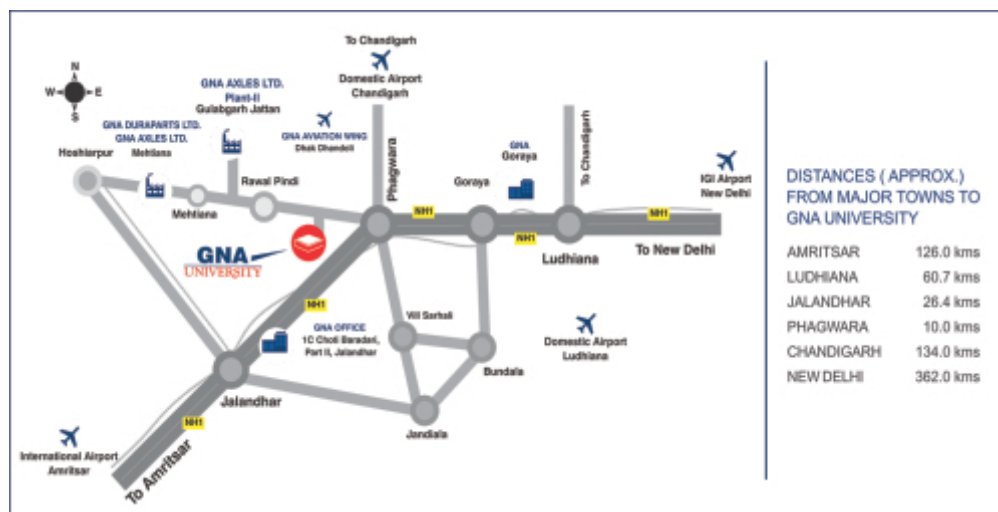 To Chandigarh
Domestic Airport
Chandigarh
N
W
E
S
GNA AXLES LTD.
Plant-II
Gulabgarh Jattan
GNA DURAPARTS LTD.
GNA AXLES LTD.
Mehtiana
GNA AVIATION WING
Dhak Dhandoli
Hoshiarpur
Mehtiana
Rawal Pindi
Phagwara
GNA
Goraya
Goraya
To Chandigarh
IGI Airport
New Delhi
NH1
NH1
NH1
Ludhiana
To New Delhi
GNA
UNIVERSITY
NH1
GNA OFFICE
1C Choti Baradari,
Part II, Jalandhar
Vill Sarhali
Bundala
Domestic Airport
Ludhiana
Jalandhar
Jandiala
NH1
To Amritsar
International Airport
Amritsar
DISTANCES ( APPROX.)
FROM MAJOR TOWNS TO
GNA UNIVERSITY
AMRITSAR 126.0 kms
LUDHIANA 60.7 kms
JALANDHAR 26.4 kms
PHAGWARA 10.0 kms
CHANDIGARH 134.0 kms
NEW DELHI 362.0 kms